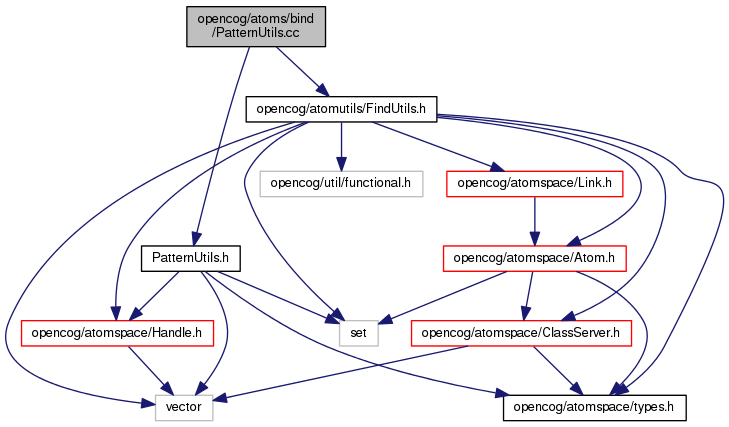 opencog/atoms/bind
/PatternUtils.cc
opencog/atomutils/FindUtils.h
opencog/util/functional.h
opencog/atomspace/Link.h
PatternUtils.h
opencog/atomspace/Atom.h
opencog/atomspace/Handle.h
set
opencog/atomspace/ClassServer.h
vector
opencog/atomspace/types.h